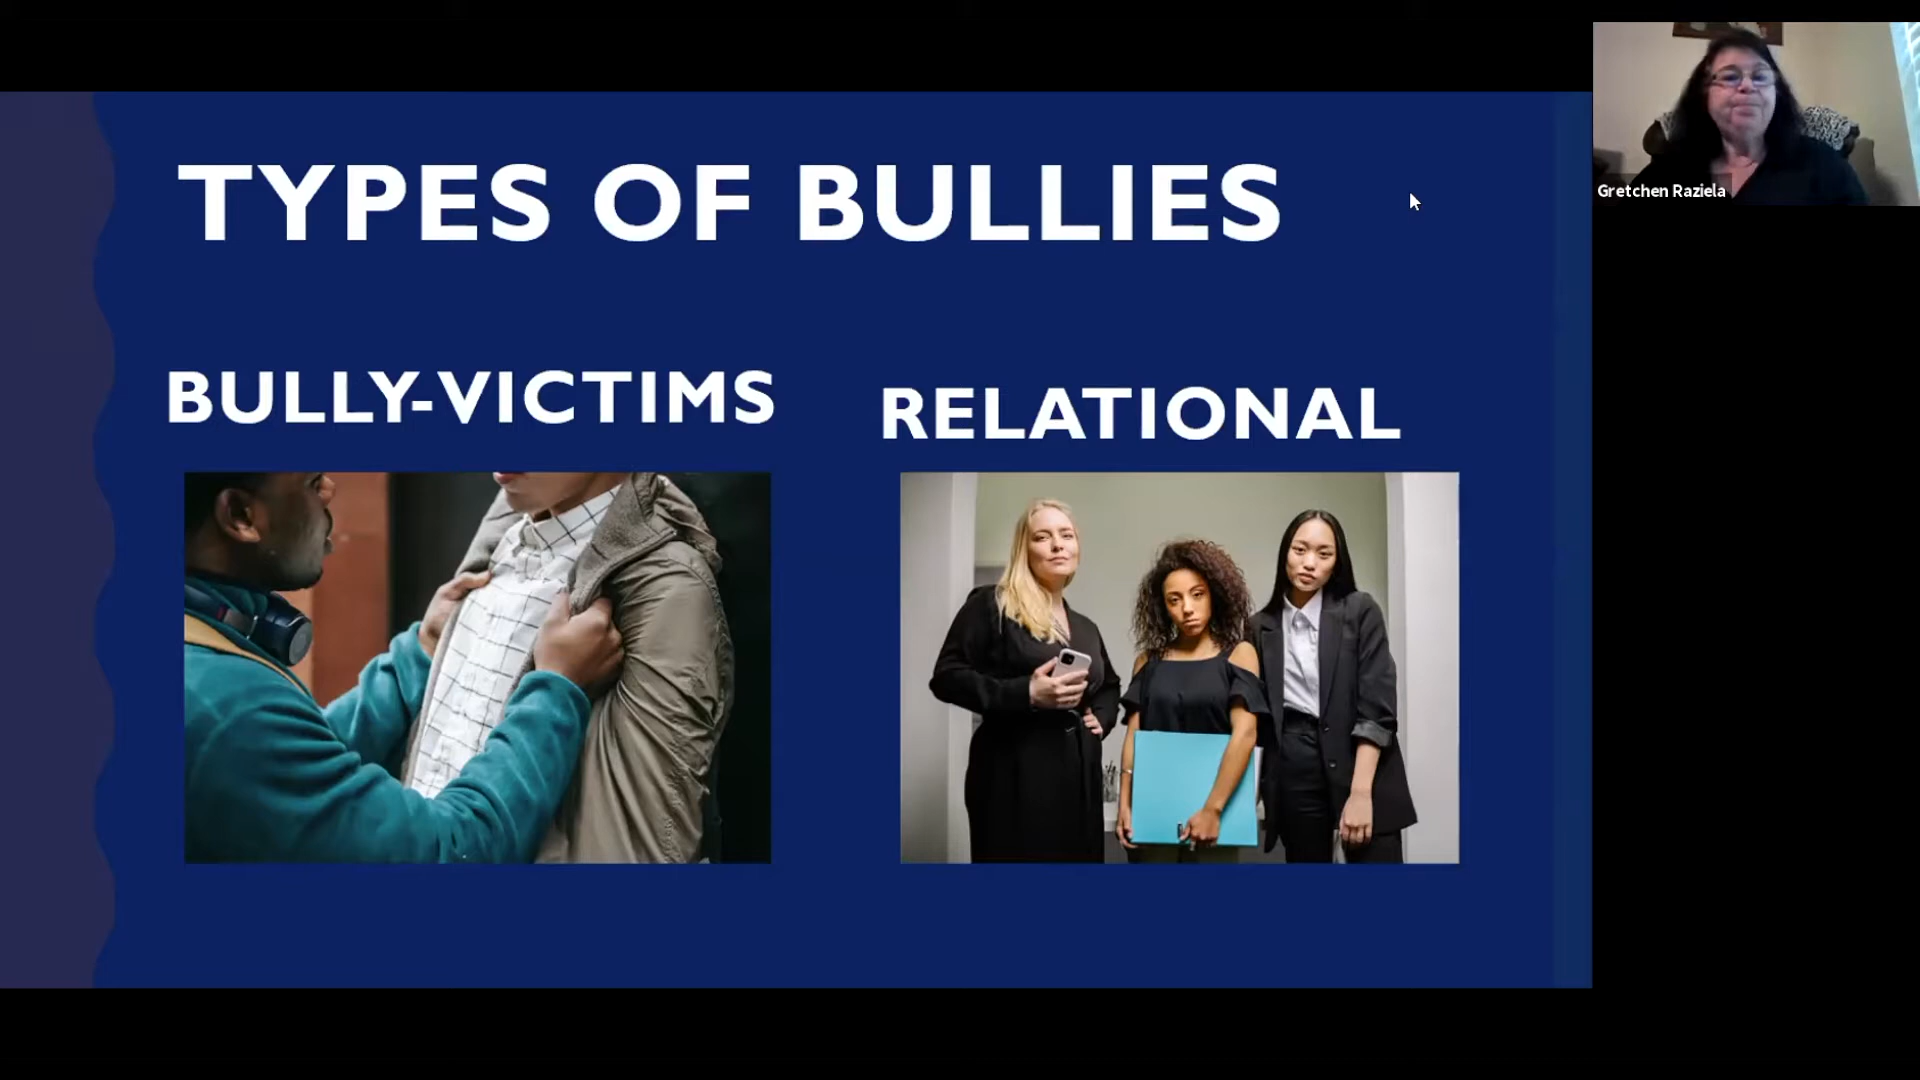 TYPES OF BULLIES
BULLY-VICTIMS
RELATIONAL
Gretchen Raziela